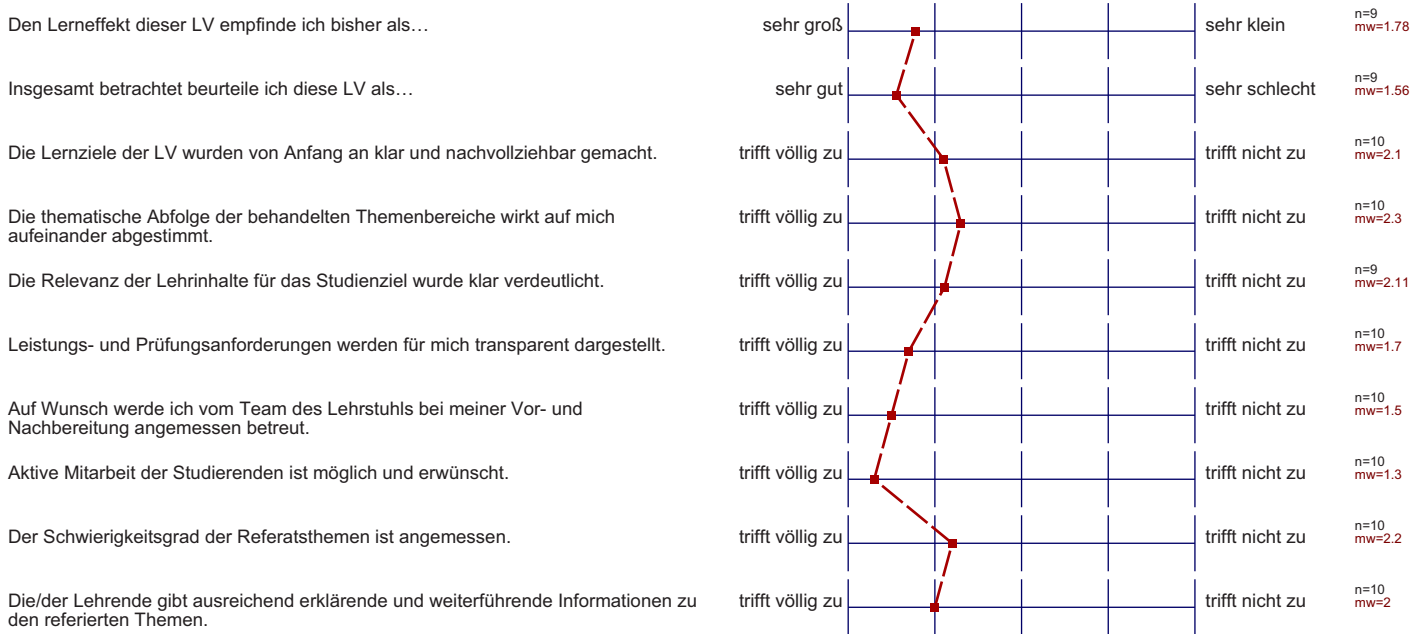 Den Lerneffekt dieser LV empfinde ich bisher als…
sehr groß
sehr klein
n=9
mw=1.78
Insgesamt betrachtet beurteile ich diese LV als…
sehr gut
sehr schlecht
n=9
mw=1.56
Die Lernziele der LV wurden von Anfang an klar und nachvollziehbar gemacht.
trifft völlig zu
trifft nicht zu
n=10
mw=2.1
Die thematische Abfolge der behandelten Themenbereiche wirkt auf mich
aufeinander abgestimmt.
trifft völlig zu
trifft nicht zu
n=10
mw=2.3
Die Relevanz der Lehrinhalte für das Studienziel wurde klar verdeutlicht.
trifft völlig zu
trifft nicht zu
n=9
mw=2.11
Leistungs- und Prüfungsanforderungen werden für mich transparent dargestellt.
trifft völlig zu
trifft nicht zu
n=10
mw=1.7
Auf Wunsch werde ich vom Team des Lehrstuhls bei meiner Vor- und
Nachbereitung angemessen betreut.
trifft völlig zu
trifft nicht zu
n=10
mw=1.5
Aktive Mitarbeit der Studierenden ist möglich und erwünscht.
trifft völlig zu
trifft nicht zu
n=10
mw=1.3
Der Schwierigkeitsgrad der Referatsthemen ist angemessen.
trifft völlig zu
trifft nicht zu
n=10
mw=2.2
Die/der Lehrende gibt ausreichend erklärende und weiterführende Informationen zu
den referierten Themen.
trifft völlig zu
trifft nicht zu
n=10
mw=2